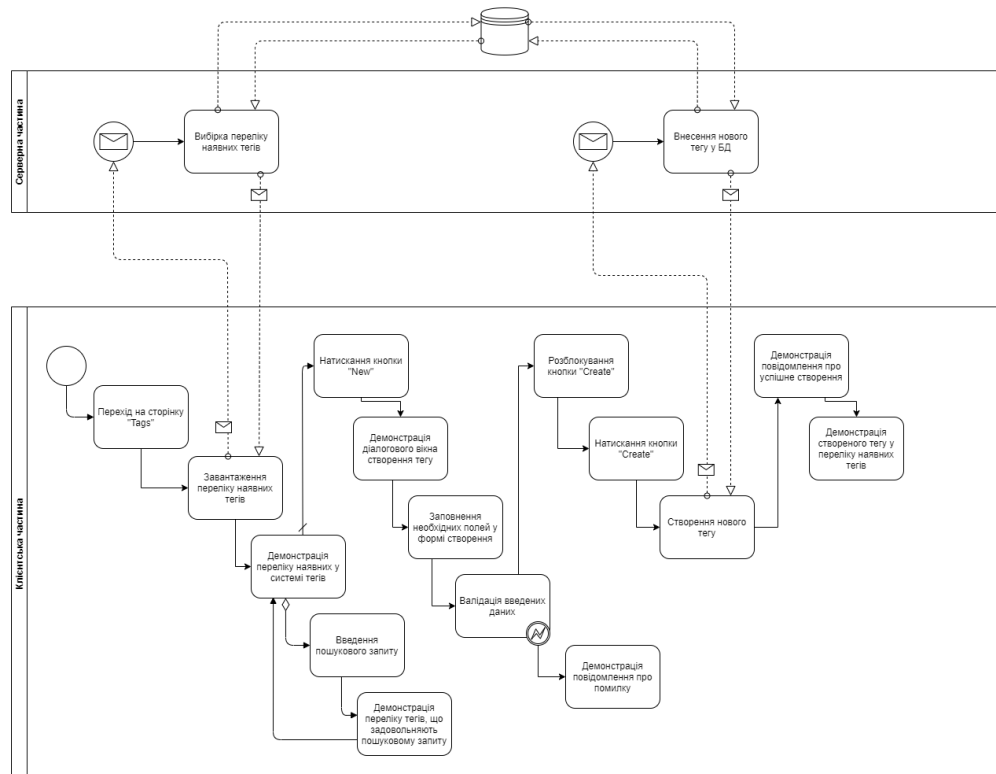 Серверна частина
Вибірка переліку
наявних тегів
Внесення нового
тегу у БД
Клієнтська частина
Перехід на сторінку
"Tags"
Завантаження
переліку наявних
тегів
Демонстрація
переліку наявних у
системі тегів
Введення
пошукового запиту
Демонстрація
переліку тегів, що
задовольняють
пошуковому запиту
Натискання кнопки
"New"
Демонстрація
діалогового вікна
створення тегу
Заповнення
необхідних полей у
формі створення
Валідація введених
даних
Демонстрація
повідомлення про
помилку
Розблокування
кнопки "Create"
Натискання кнопки
"Create"
Створення нового
тегу
Демонстрація
повідомлення про
успішне створення
Демонстрація
створеного тегу у
переліку наявних
тегів